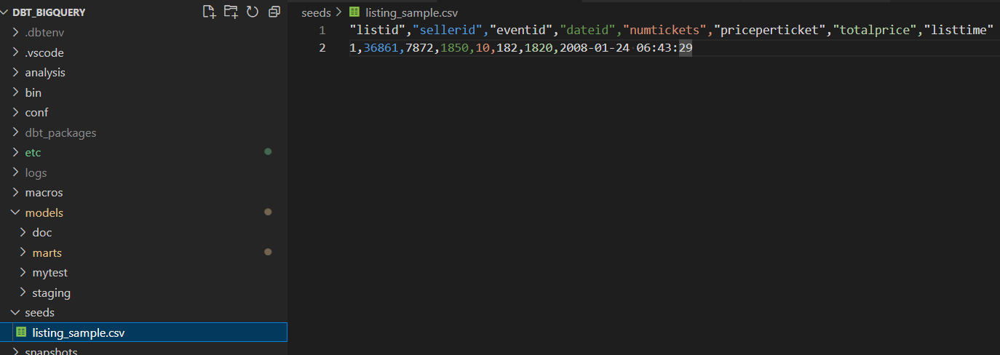 DBT_BIGQUERY
.dbtenv
.vscode
analysis
bin
conf
dbt_packages
etc
logs
macros
models
doc
marts
mytest
staging
seeds
listing_sample.csv
snapshots
seeds > listing_sample.csv
1 "listid","sellerid","eventid","dateid","numtickets","priceperticket","totalprice","listtime"
2 1,36861,7872,1850,10,182,1820,2008-01-24 06:43:29